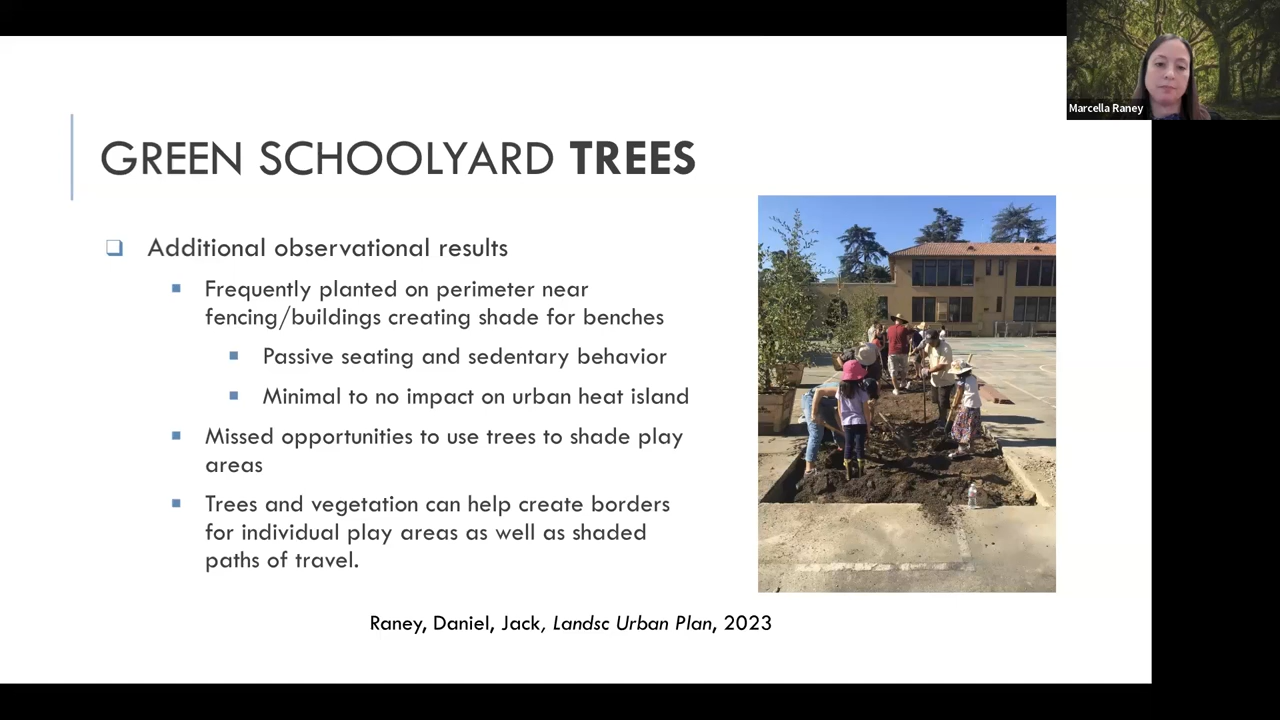 Marcella Raney
GREEN SCHOOLYARD TREES
Additional observational results
Frequently planted on perimeter near
fencing/buildings creating shade for benches
Passive seating and sedentary behavior
Minimal to no impact on urban heat island
Missed opportunities to use trees to shade play
areas
Trees and vegetation can help create borders
for individual play areas as well as shaded
paths of travel.
Raney, Daniel, Jack, Landsc Urban Plan, 2023